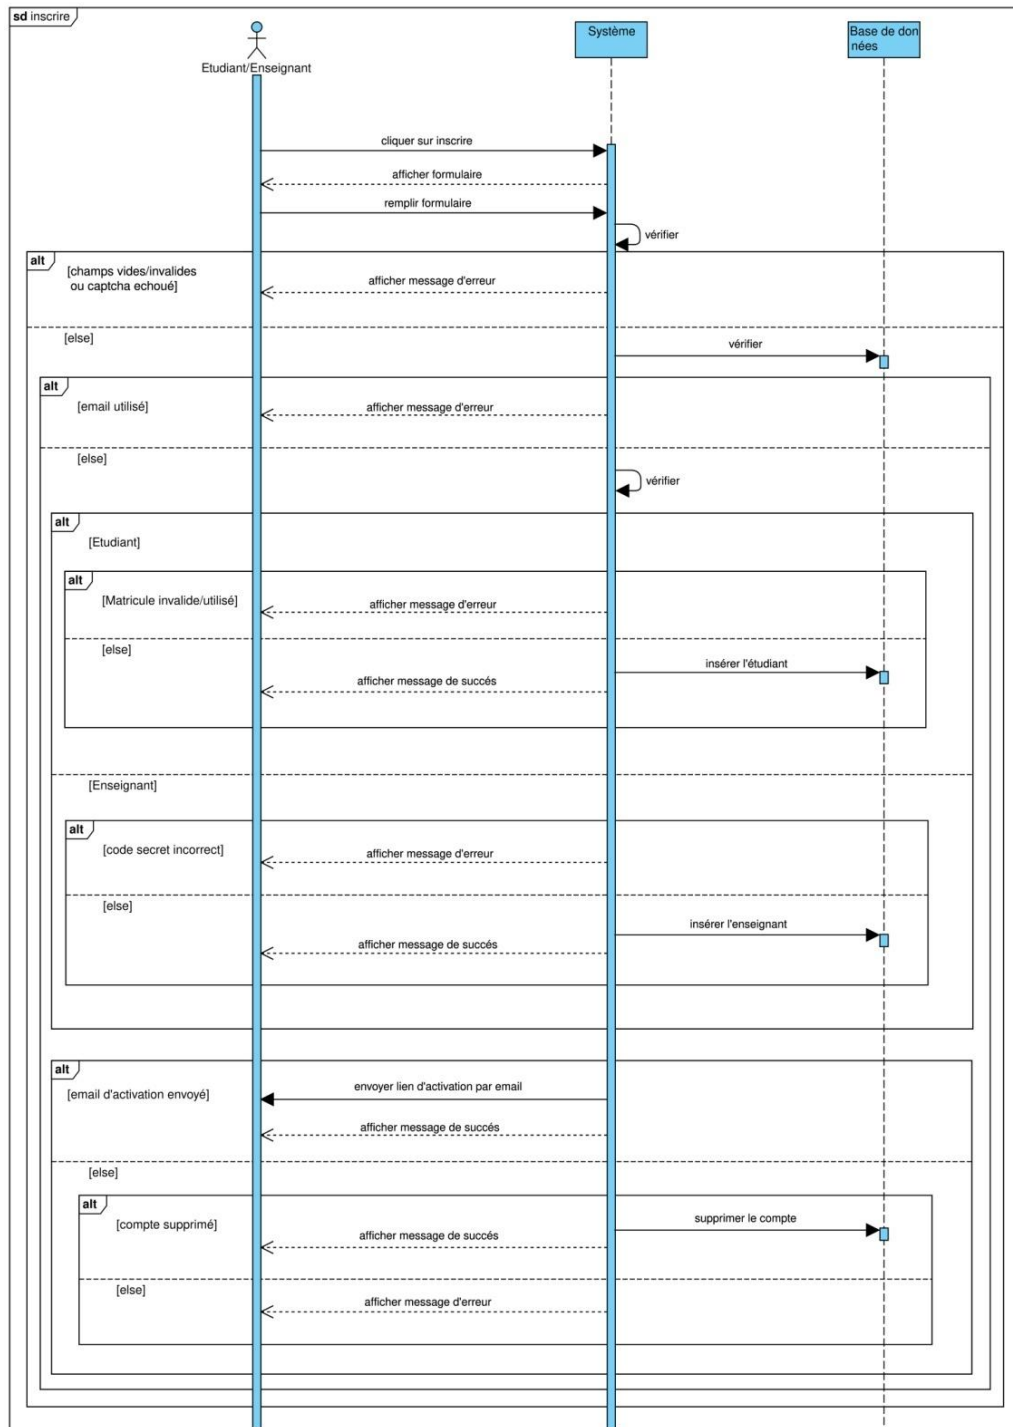 sd inscrire
Etudiant/Enseignant
Système
Base de don
nées
cliquer sur inscrire
afficher formulaire
remplir formulaire
vérifier
alt
[champs vides/invalides
ou captcha echoué]
afficher message d'erreur
[else]
vérifier
alt
[email utilisé]
afficher message d'erreur
[else]
vérifier
alt
[Etudiant]
alt
[Matricule invalide/utilisé]
afficher message d'erreur
[else]
insérer l'étudiant
afficher message de succés
[Enseignant]
alt
[code secret incorrect]
afficher message d'erreur
[else]
insérer l'enseignant
afficher message de succés
alt
[email d'activation envoyé]
envoyer lien d'activation par email
afficher message de succés
[else]
alt
[compte supprimé]
supprimer le compte
afficher message de succés
[else]
afficher message d'erreur